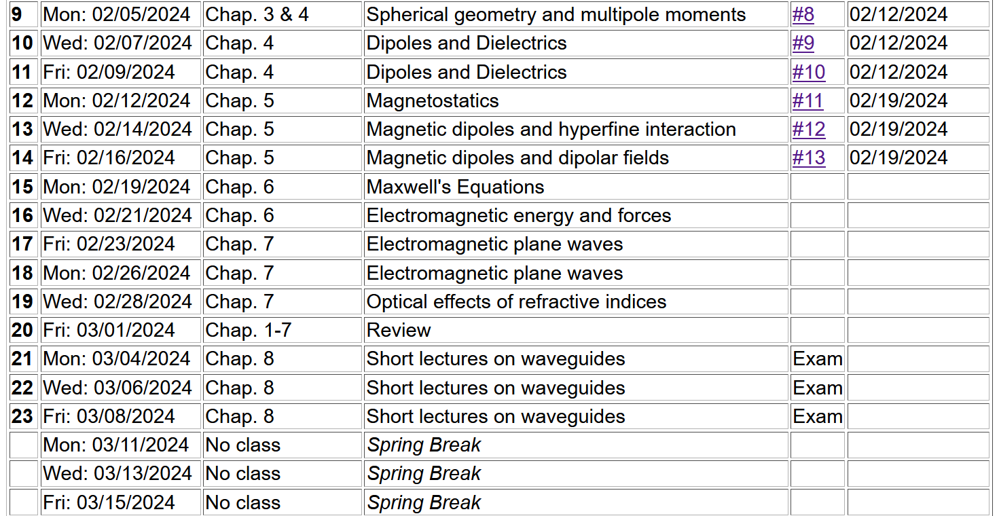 9 Mon: 02/05/2024 Chap. 3 & 4 Spherical geometry and multipole moments #8 02/12/2024
10 Wed: 02/07/2024 Chap. 4 Dipoles and Dielectrics #9 02/12/2024
11 Fri: 02/09/2024 Chap. 4 Dipoles and Dielectrics #10 02/12/2024
12 Mon: 02/12/2024 Chap. 5 Magnetostatics #11 02/19/2024
13 Wed: 02/14/2024 Chap. 5 Magnetic dipoles and hyperfine interaction #12 02/19/2024
14 Fri: 02/16/2024 Chap. 5 Magnetic dipoles and dipolar fields #13 02/19/2024
15 Mon: 02/19/2024 Chap. 6 Maxwell's Equations
16 Wed: 02/21/2024 Chap. 6 Electromagnetic energy and forces
17 Fri: 02/23/2024 Chap. 7 Electromagnetic plane waves
18 Mon: 02/26/2024 Chap. 7 Electromagnetic plane waves
19 Wed: 02/28/2024 Chap. 7 Optical effects of refractive indices
20 Fri: 03/01/2024 Chap. 1-7 Review
21 Mon: 03/04/2024 Chap. 8 Short lectures on waveguides Exam
22 Wed: 03/06/2024 Chap. 8 Short lectures on waveguides Exam
23 Fri: 03/08/2024 Chap. 8 Short lectures on waveguides Exam
Mon: 03/11/2024 No class Spring Break
Wed: 03/13/2024 No class Spring Break
Fri: 03/15/2024 No class Spring Break